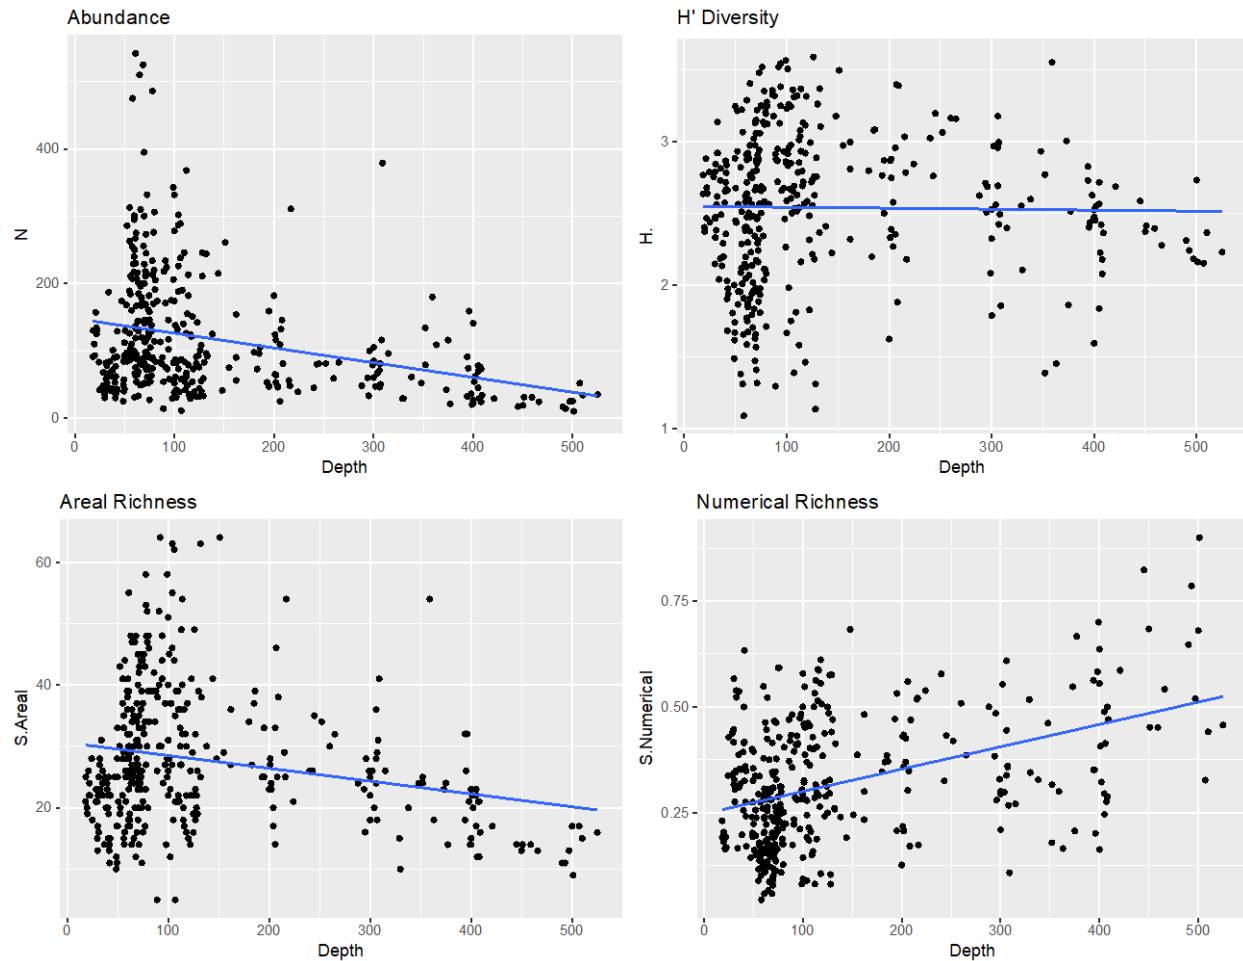 Abundance
N
400
200
0
0 100 200 300 400 500
Depth
H' Diversity
H.
3
2
1
0 100 200 300 400 500
Depth
Areal Richness
S.Areal
60
40
20
0 100 200 300 400 500
Depth
Numerical Richness
S.Numerical
0.75
0.50
0.25
0 100 200 300 400 500
Depth